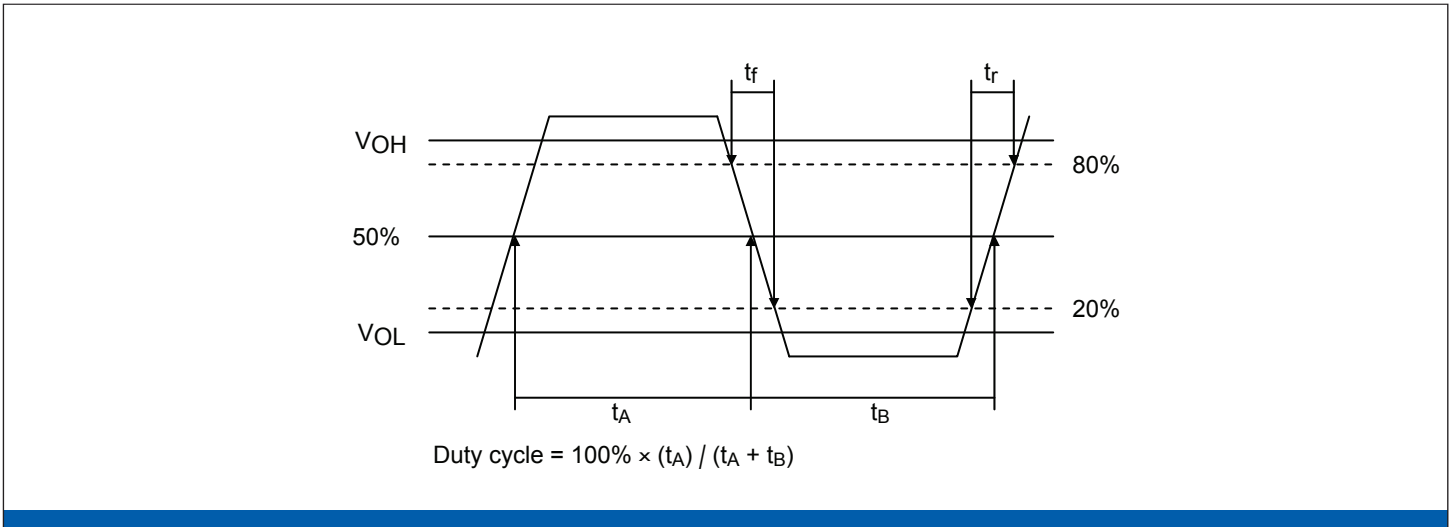 tf
tr
VOH
80%
50%
20%
VOL
tA
tB
Duty cycle = 100% × (tA) / (tA + tB)